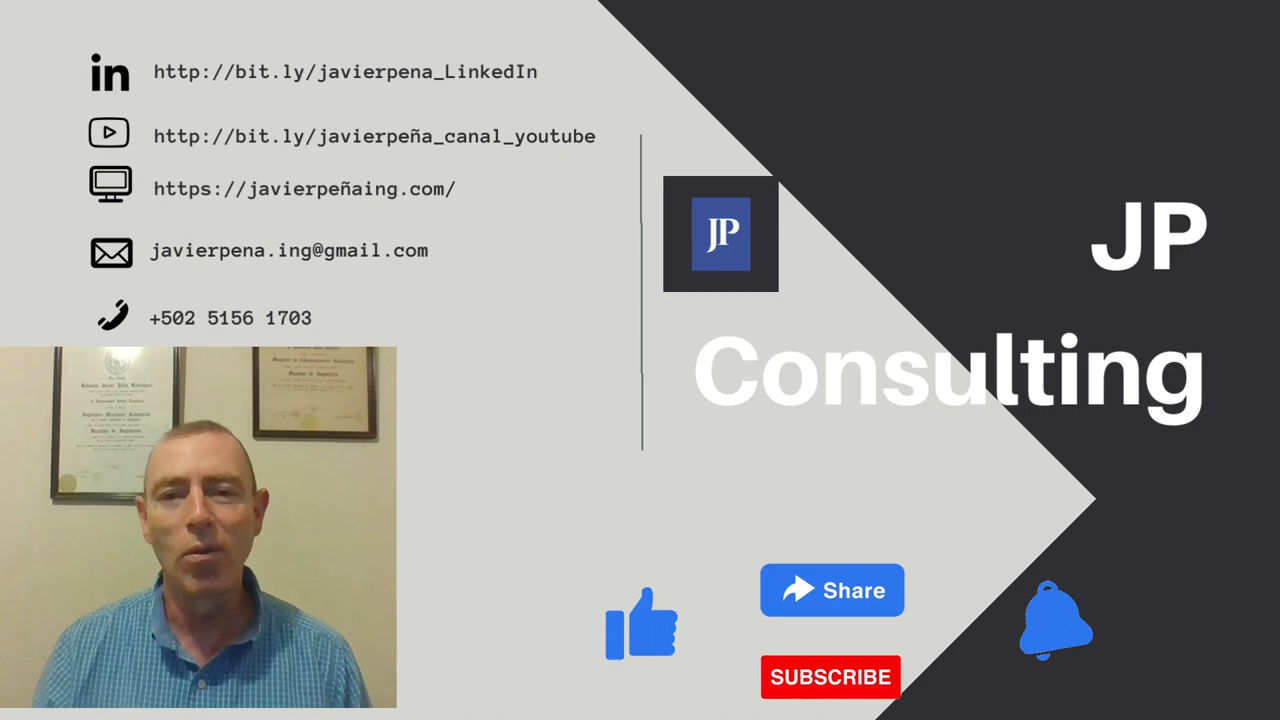 in
http://bit.ly/javierpena_LinkedIn
http://bit.ly/javierpeña_canal_youtube
https://javierpeñaing.com/
javierpena.ing@gmail.com
+502 5156 1703
JP
JP
Consulting
Share
SUBSCRIBE